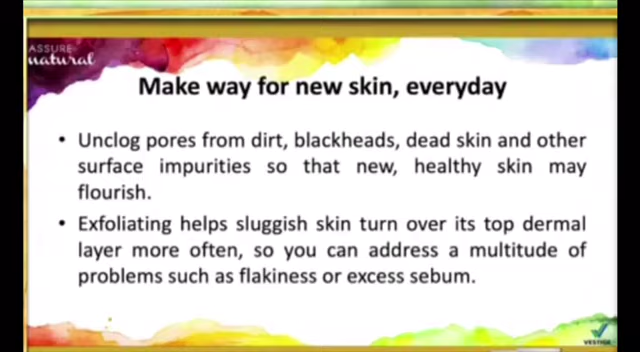 ASSURE
natural
Make way for new skin, everyday
• Unclog pores from dirt, blackheads, dead skin and other
surface impurities so that new, healthy skin may
flourish.
• Exfoliating helps sluggish skin turn over its top dermal
layer more often, so you can address a multitude of
problems such as flakiness or excess sebum.
VESTIGE